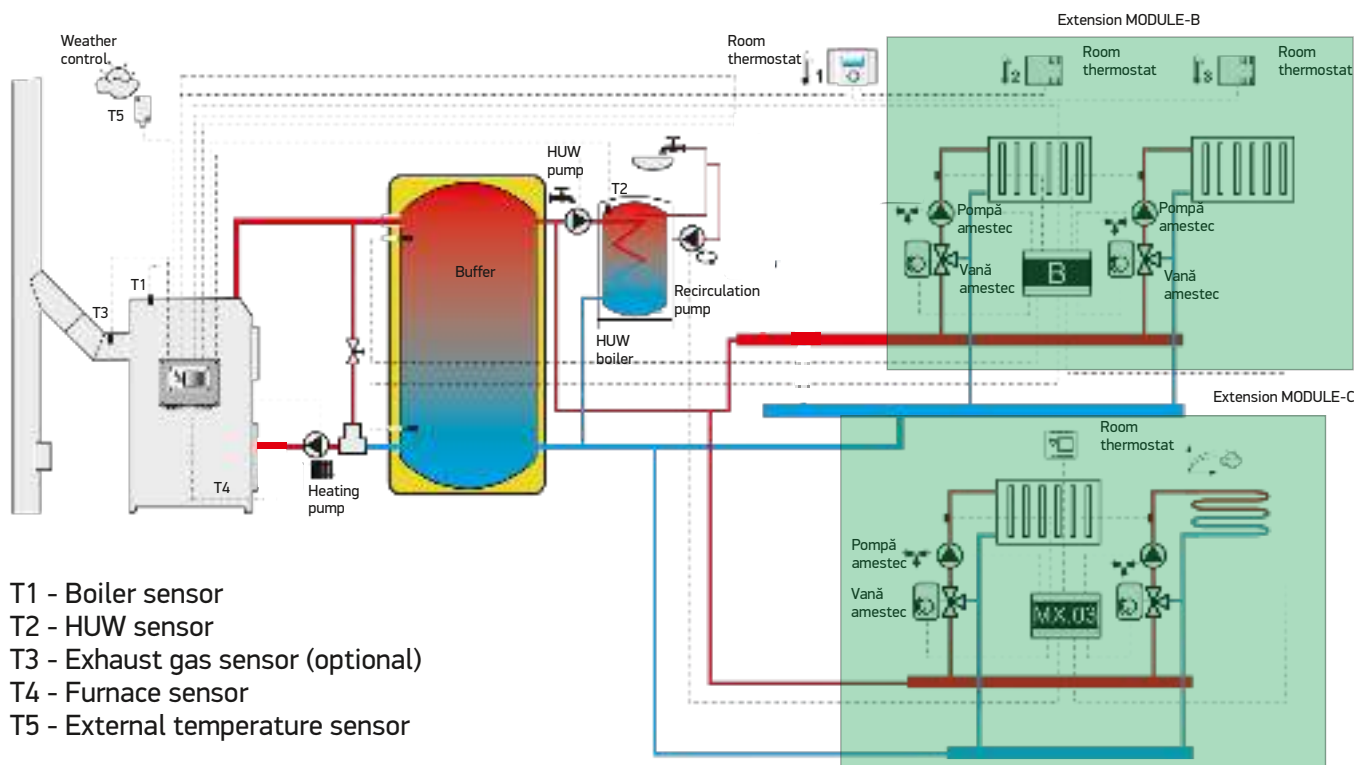 Extension MODULE-B
Weather
control
T5
Room
thermostat
1
2
Room
thermostat
3
Room
thermostat
HUW
pump
T2
Pompă
amestec
Pompă
amestec
Vană
amestec
B
Vană
amestec
Buffer
T1
T3
Recirculation
pump
HUW
boiler
Extension MODULE-C
Room
thermostat
T4
Heating
pump
Pompă
amestec
Vană
amestec
MX.03
T1 - Boiler sensor
T2 - HUW sensor
T3 - Exhaust gas sensor (optional)
T4 - Furnace sensor
T5 - External temperature sensor